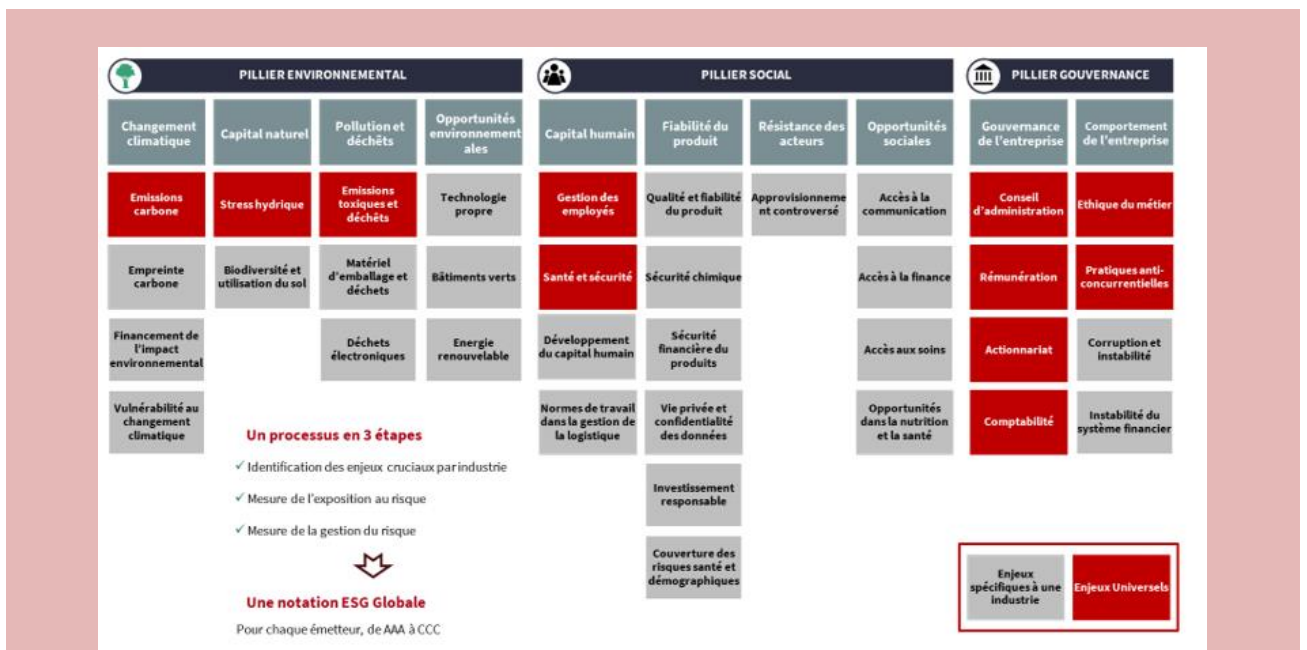 PILLIER ENVIRONNEMENTAL
Changement
climatique
Capital naturel
Pollution et
déchêts
Opportunités
environnement
ales
Emissions
carbone
Stress hydrique
Emissions
toxiques et
déchêts
Technologie
propre
Empreinte
carbone
Biodiversité et
utilisation du sol
Matériel
d'emballage et
déchets
Bâtiments verts
Financement de
l'impact
environnemental
Déchets
électroniques
Energie
renouvelable
Vulnérabilité au
changement
climatique
Un processus en 3 étapes
✓ Identification des enjeux cruciaux par industrie
✓ Mesure de l'exposition au risque
✓ Mesure de la gestion du risque
Une notation ESG Globale
Pour chaque émetteur, de AAA à CCC
PILLIER SOCIAL
Capital humain
Fiabilité du
produit
Résistance des
acteurs
Opportunités
sociales
Gestion des
employés
Qualité et fiabilité
du produit
Approvisionneme
nt controversé
Accès à la
communication
Santé et sécurité
Sécurité chimique
Accès à la finance
Développement
du capital humain
Sécurité
financière du
produits
Accès aux soins
Normes de travail
dans la gestion de
la logistique
Vie privée et
confidentialité
des données
Opportunités
dans la nutrition
et la santé
Investissement
responsable
Couverture des
risques santé et
démographiques
PILLIER GOUVERNANCE
Gouvernance
de l'entreprise
Comportement
de l'entreprise
Conseil
d'administration
Ethique du métier
Rémunération
Pratiques anti-
concurrentielles
Actionnariat
Corruption et
instabilité
Comptabilité
Instabilité du
système financier
Enjeux
spécifiques à une
industrie
Enjeux Universels